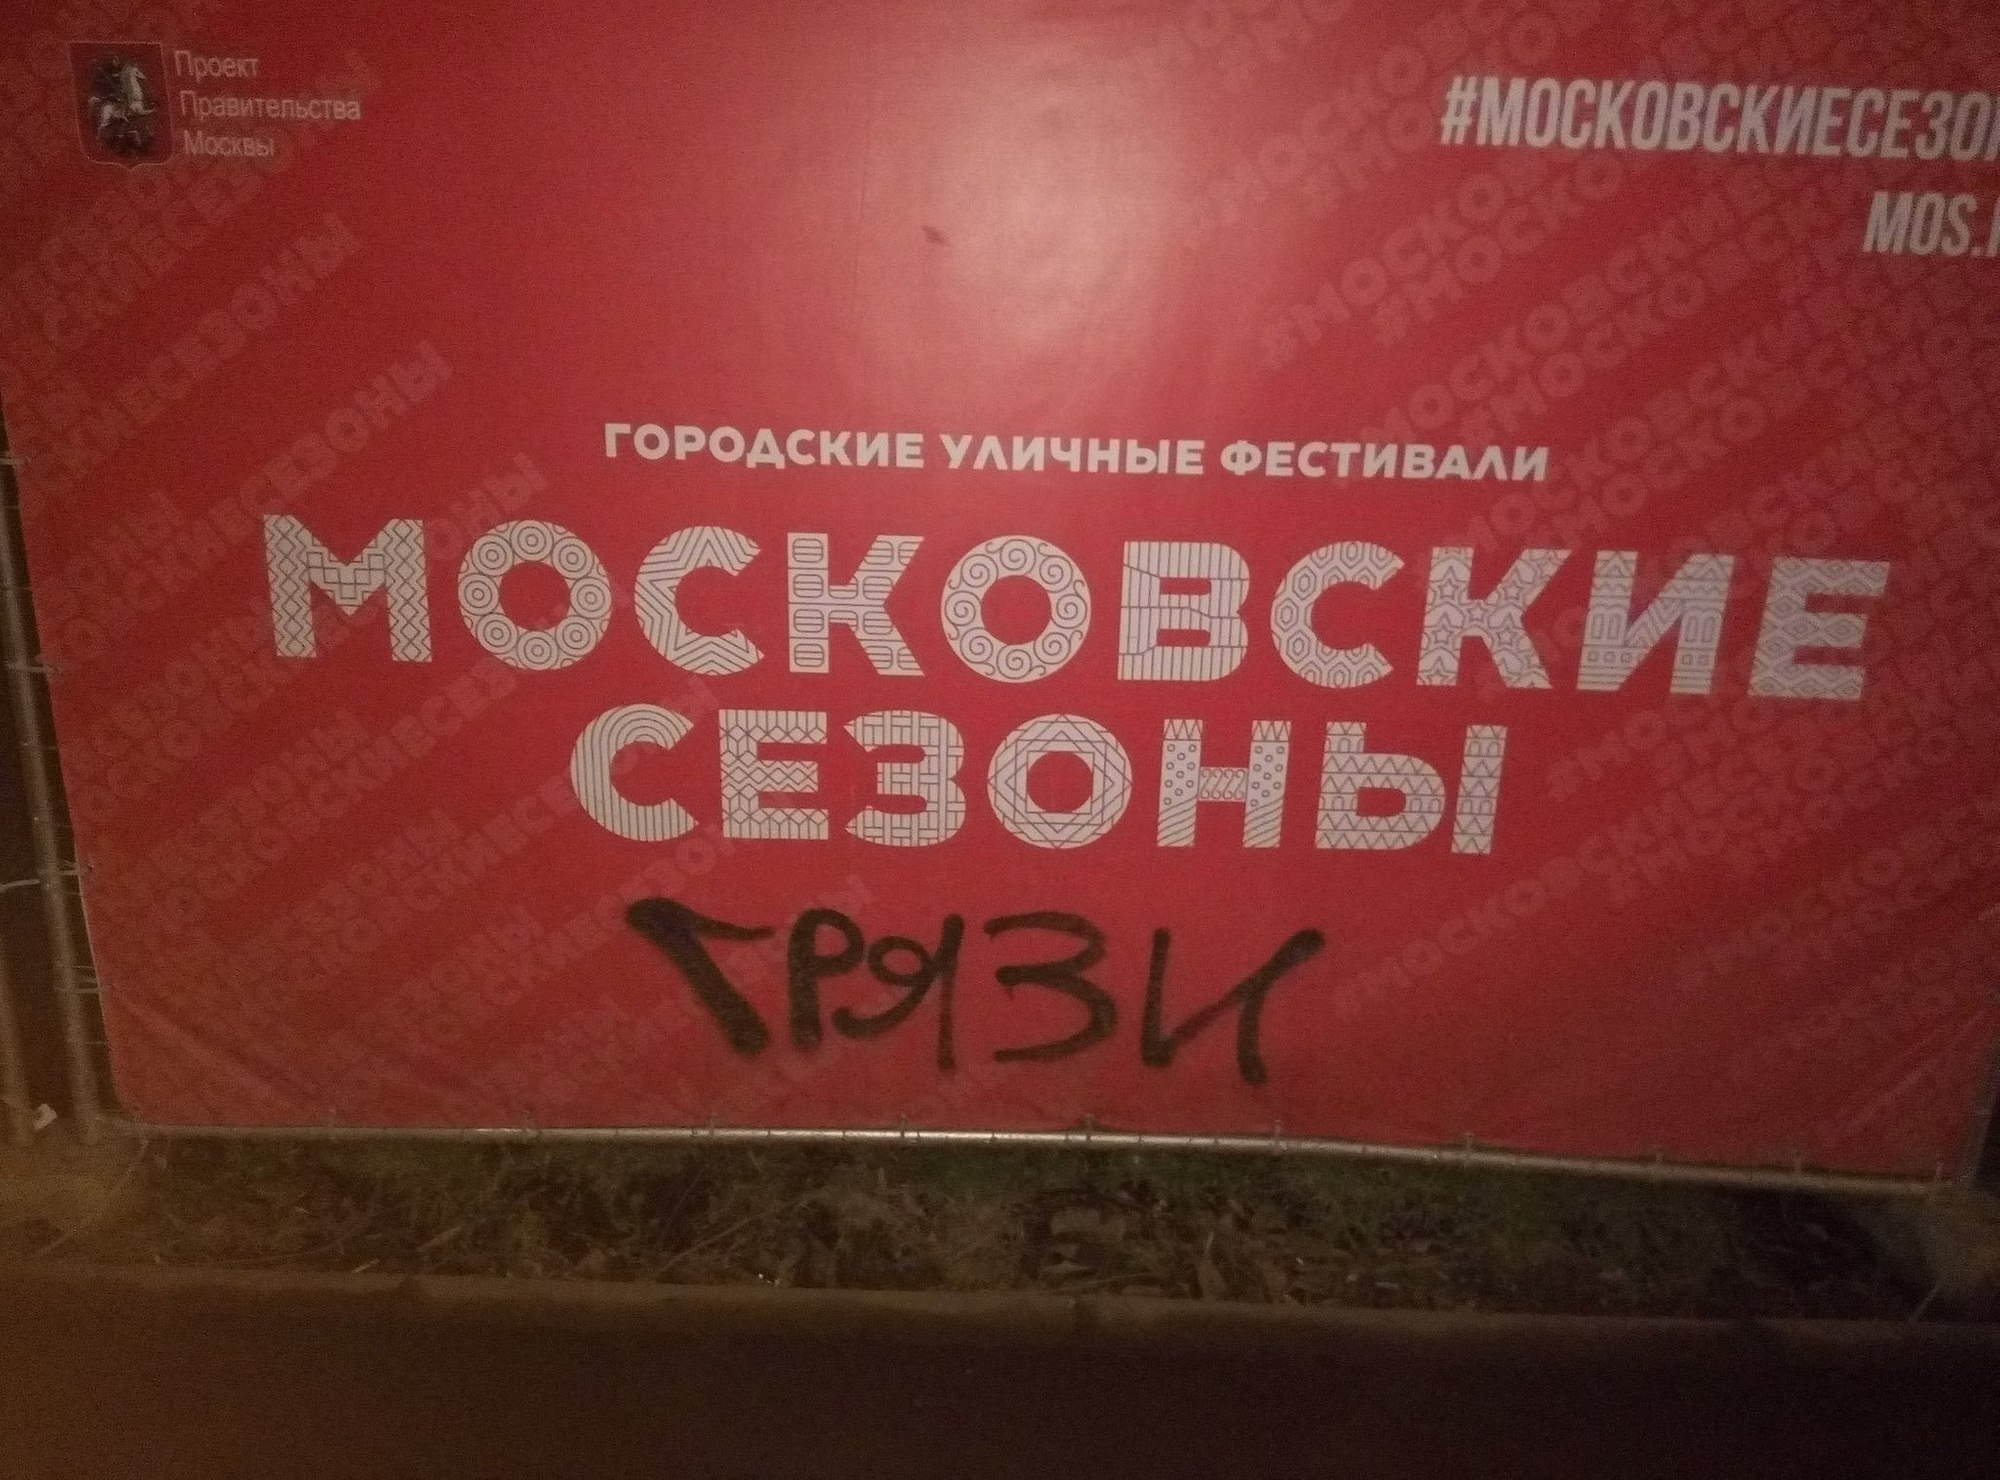 Проект
Правительства
Москвы
#МОСКОВСКИЕСЕЗО
MOS.
ГОРОДСКИЕ УЛИЧНЫЕ ФЕСТИВАЛИ
МОСКОВСКИЕ
СЕЗОНЫ
ГРЯЗИ